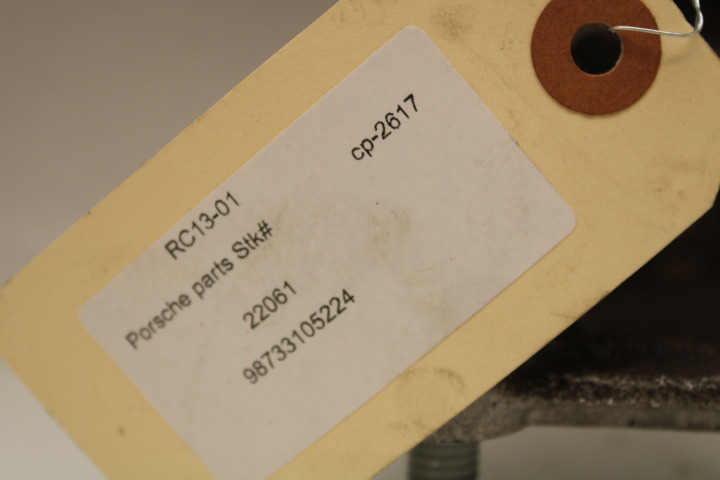 cp-2617
RC13-01
Porsche parts Stk#
22061
98733105224